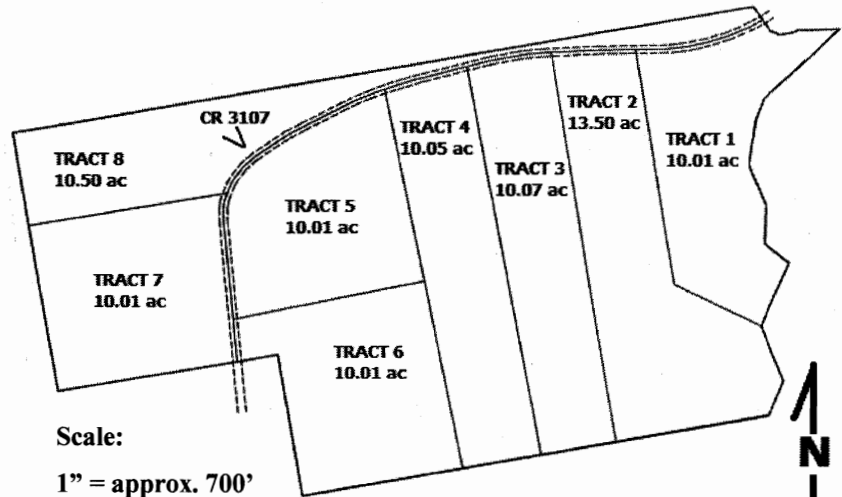 CR 3107
TRACT 8
10.50 ac
TRACT 7
10.01 ac
TRACT 5
10.01 ac
TRACT 6
10.01 ac
TRACT 4
10.05 ac
TRACT 3
10.07 ac
TRACT 2
13.50 ac
TRACT 1
10.01 ac
Scale:
1” = approx. 700’
N